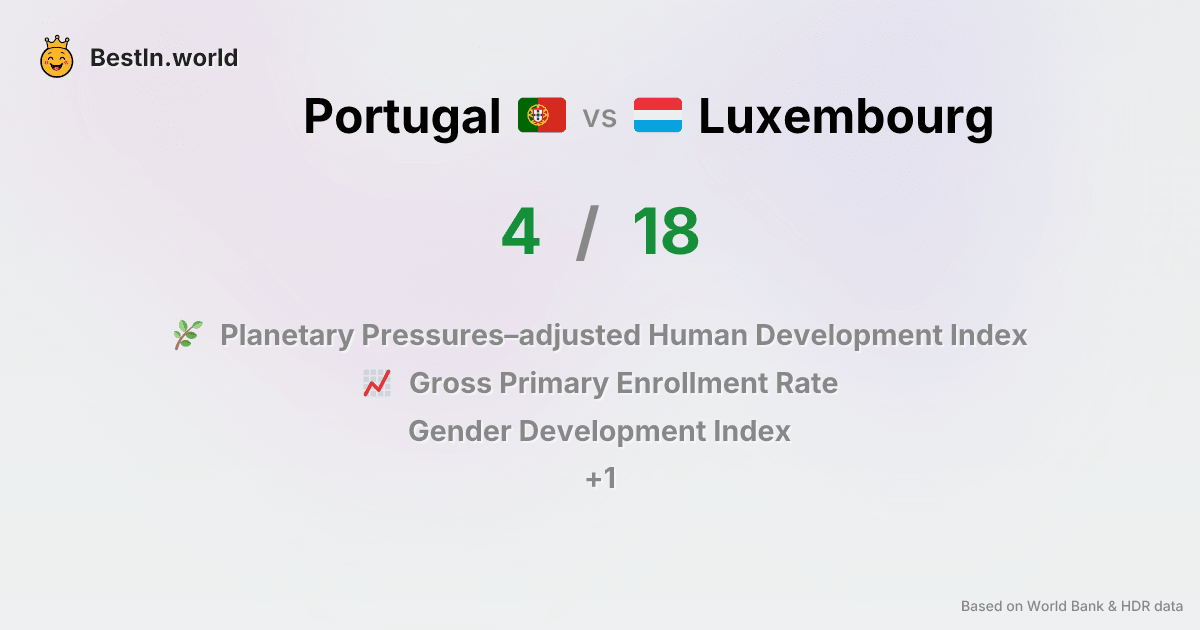 BestIn.world
Portugal vs Luxembourg
4 / 18
Planetary Pressures–adjusted Human Development Index
Gross Primary Enrollment Rate
Gender Development Index
+1
Based on World Bank & HDR data